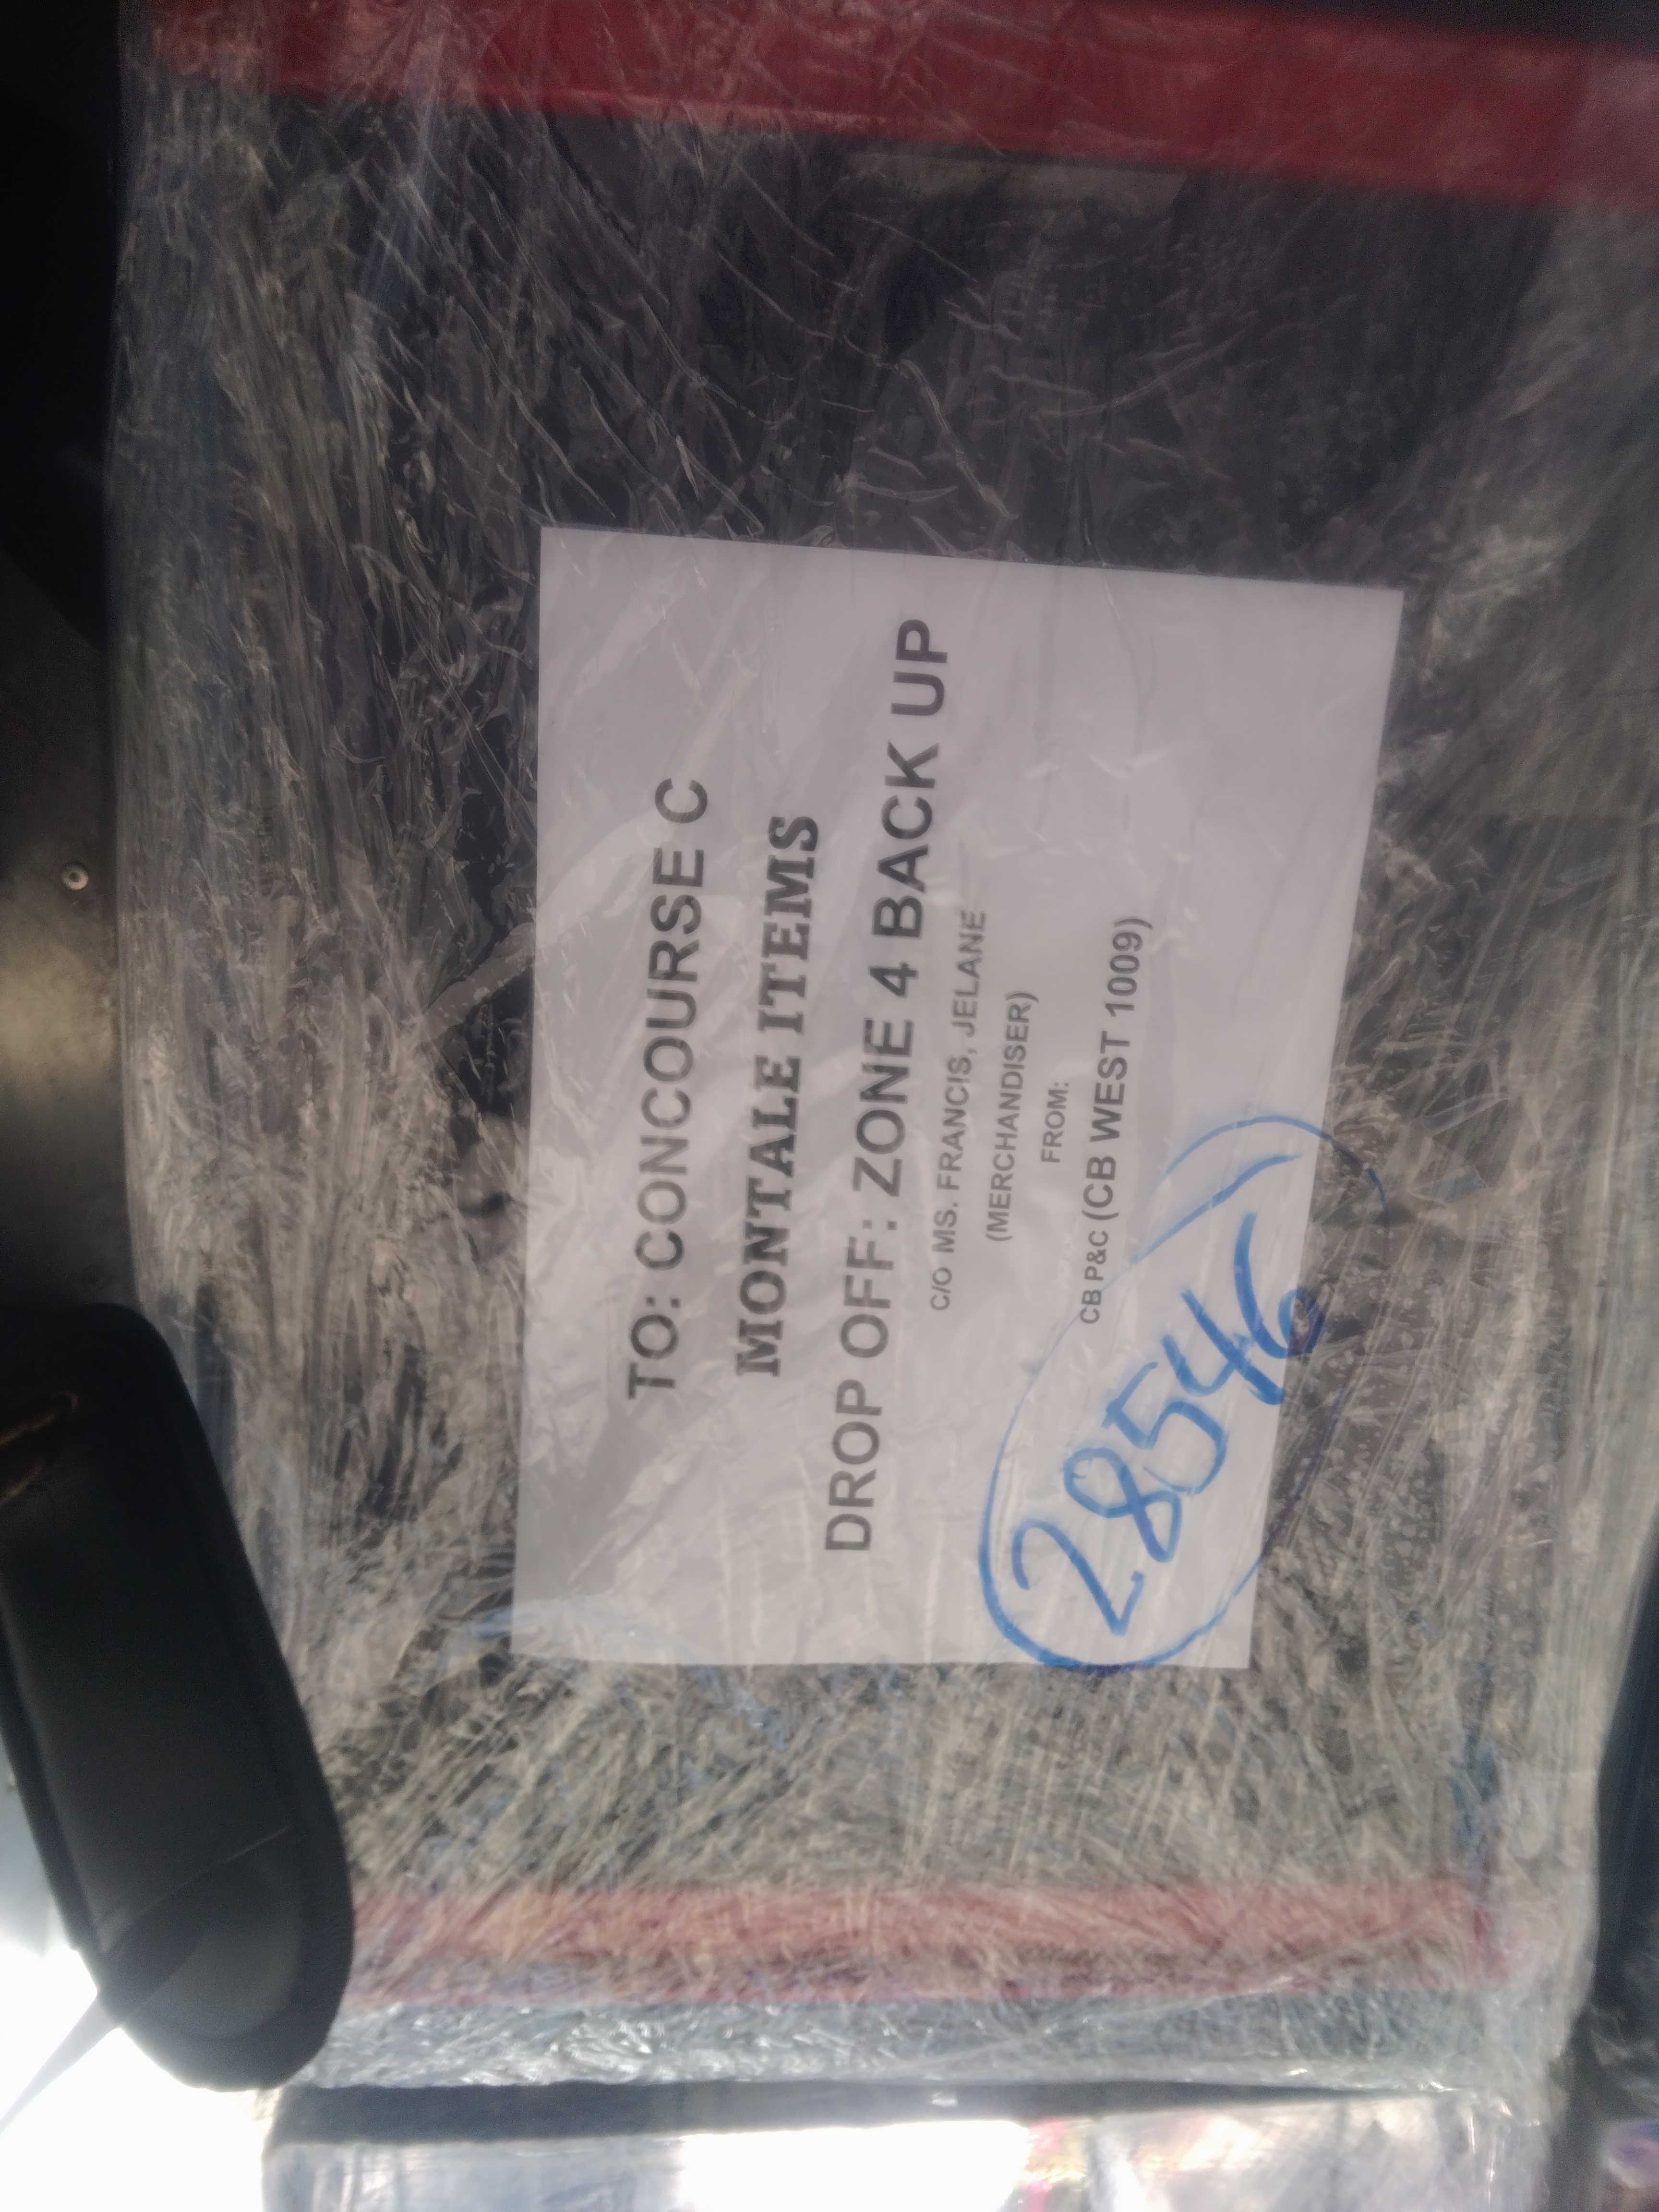 TO: CONCOURSE C
MONTALE ITEMS
DROP OFF: ZONE 4 BACK UP
C/O MS. FRANCIS, JELANE
(MERCHANDISER)
FROM:
CB P&C (CB WEST 1009)
28546